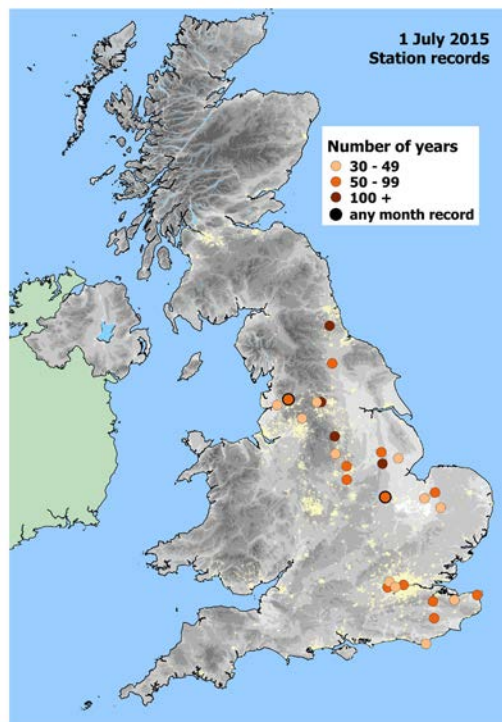 1 July 2015
Station records
Number of years
30 - 49
50 - 99
100 +
any month record